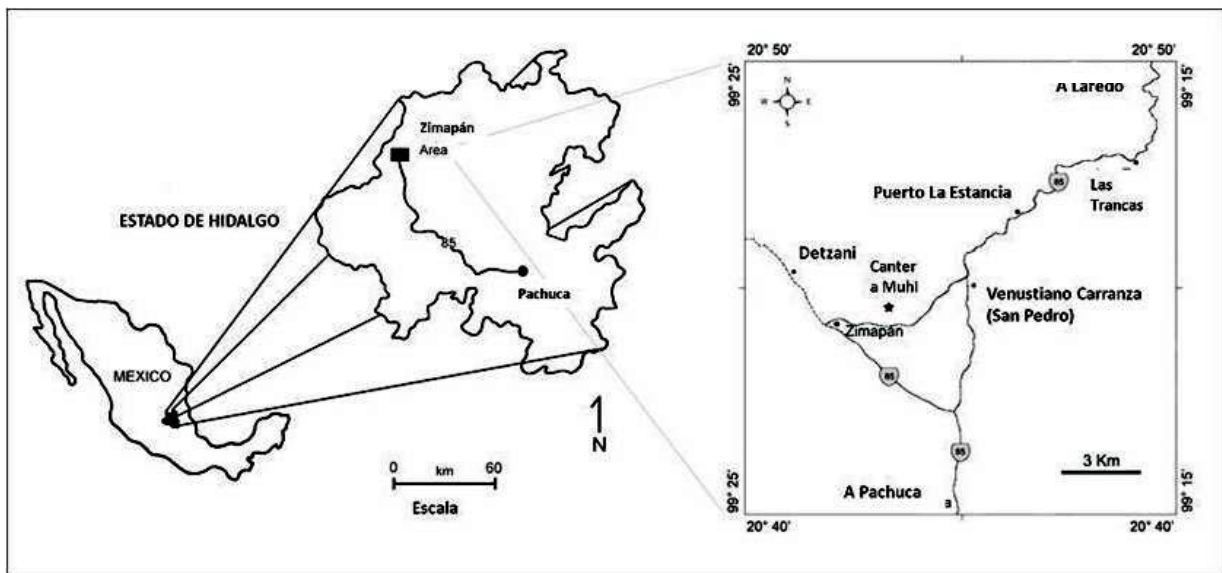 ESTADO DE HIDALGO
Zimapán
Area
85
Pachuca
MEXICO
N
0 km 60
Escala
20° 50'
20° 50'
99° 25'
99° 15'
N
W E
S
A Laredo
85
Las
Trancas
Puerto La Estancia
Detzani
Canter
a Muhl
Venustiano Carranza
(San Pedro)
Zimapán
85
85
3 Km
A Pachuca
99° 25'
99° 15'
20° 40'
20° 40'